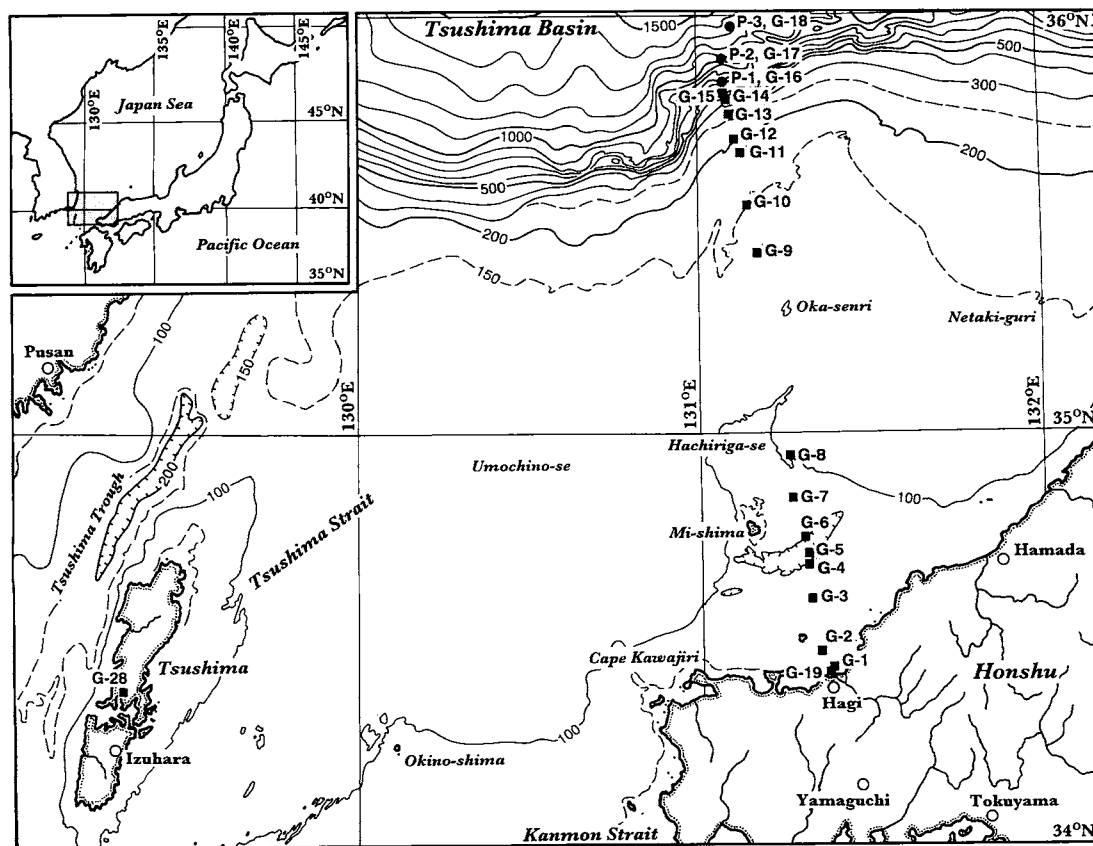 135°E
140°E
145°E
130°E
Japan Sea
45°N
40°N
Pacific Ocean
35°N
Tsushima Basin
1500
P-3, G-18
36°N
500
P-2, G-17
P-1, G-16
300
G-15
G-14
G-13
1000
G-12
G-11
200
500
G-10
200
G-9
150
Oka-senri
Netaki-guri
100
Pusan
150
130°E
131°E
132°E
35°N
Hachiriga-se
G-8
Umochino-se
200
100
100
G-7
Tsushima Trough
Tsushima Strait
G-6
Mi-shima
G-5
G-4
Hamada
G-3
G-2
Tsushima
Cape Kawajiri
G-1
Honshu
G-28
G-19
Hagi
100
Izuhara
Okino-shima
Yamaguchi
Tokuyama
Kanmon Strait
34°N